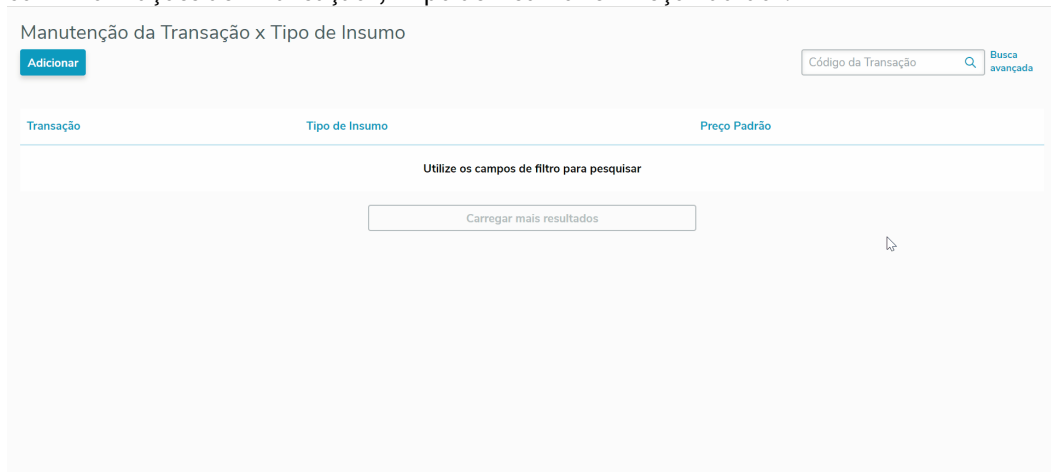 Manutenção da Transação x Tipo de Insumo
Adicionar
Código da Transação
Busca
avançada
Transação Tipo de Insumo Preço Padrão
Utilize os campos de filtro para pesquisar
Carregar mais resultados